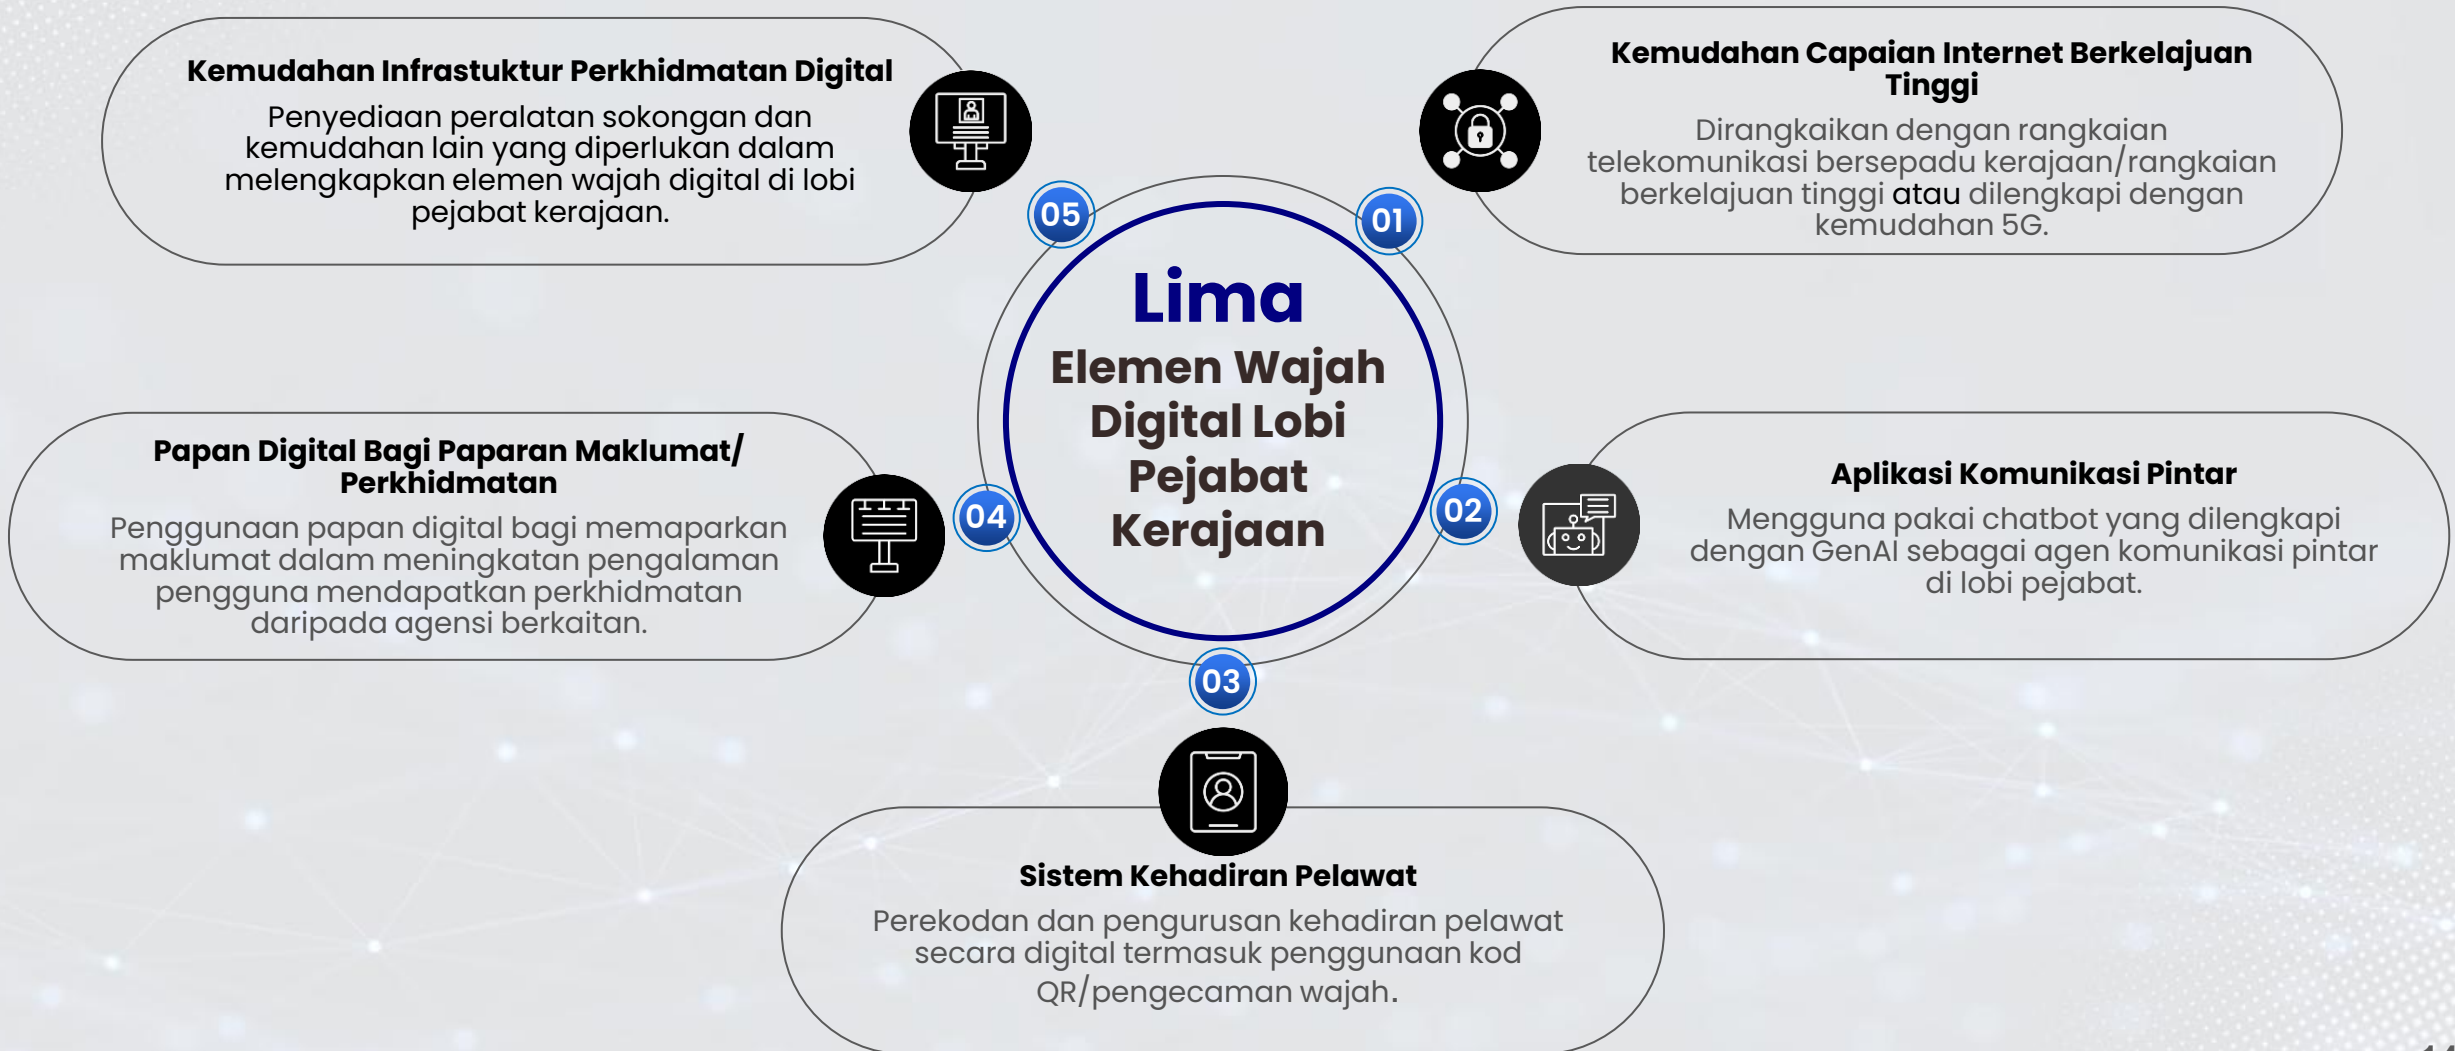 Lima
Elemen Wajah
Digital Lobi
Pejabat
Kerajaan
01
Kemudahan Capaian Internet Berkelajuan
Tinggi
Dirangkaikan dengan rangkaian
telekomunikasi bersepadu kerajaan/rangkaian
berkelajuan tinggi atau dilengkapi dengan
kemudahan 5G.
02
Aplikasi Komunikasi Pintar
Mengguna pakai chatbot yang dilengkapi
dengan GenAI sebagai agen komunikasi pintar
di lobi pejabat.
03
Sistem Kehadiran Pelawat
Perekodan dan pengurusan kehadiran pelawat
secara digital termasuk penggunaan kod
QR/pengecaman wajah.
04
Papan Digital Bagi Paparan Maklumat/
Perkhidmatan
Penggunaan papan digital bagi memaparkan
maklumat dalam meningkatan pengalaman
pengguna mendapatkan perkhidmatan
daripada agensi berkaitan.
05
Kemudahan Infrastuktur Perkhidmatan Digital
Penyediaan peralatan sokongan dan
kemudahan lain yang diperlukan dalam
melengkapkan elemen wajah digital di lobi
pejabat kerajaan.